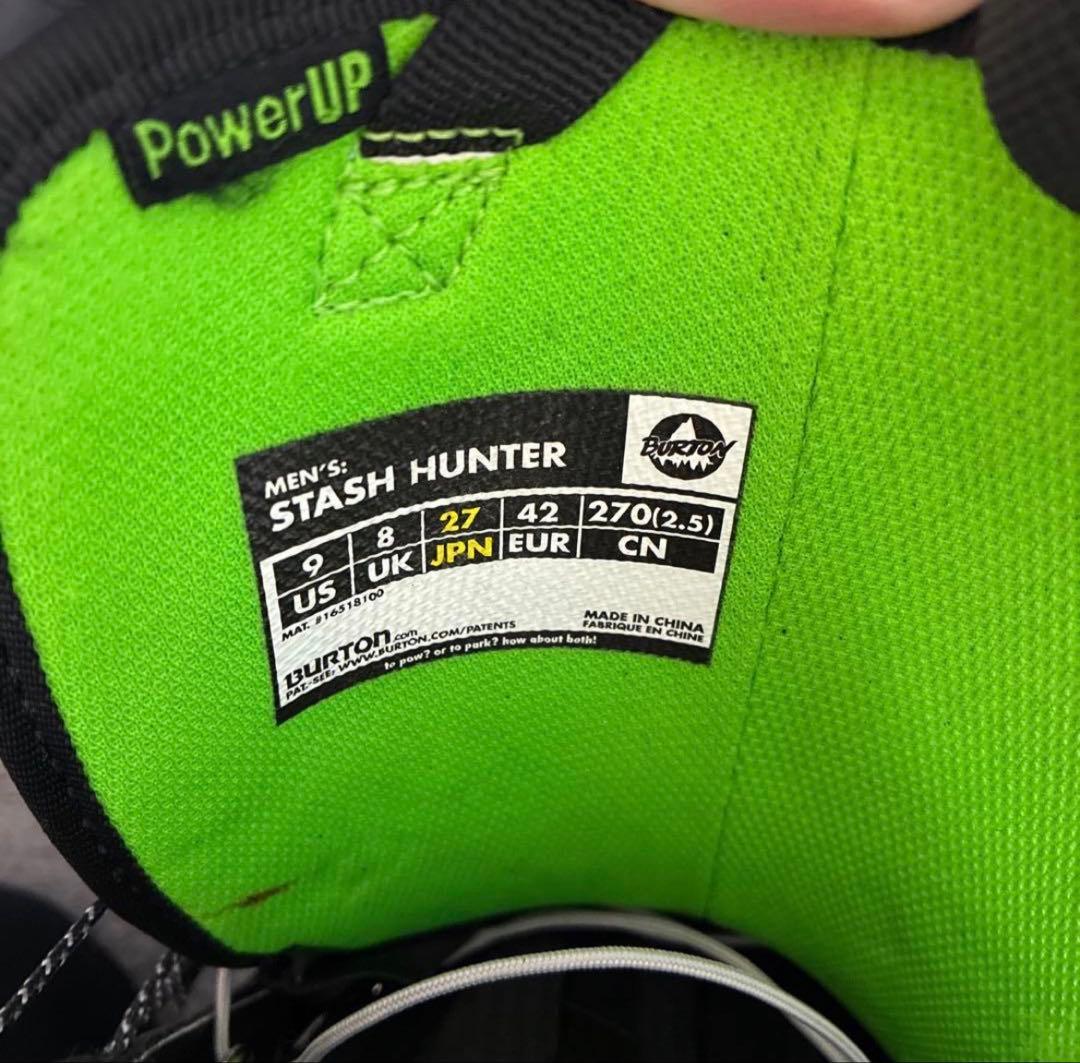 PowerUP
BURTON
MEN'S:
STASH HUNTER
9 8 27 42 270(2.5)
US UK JPN EUR CN
MAT. #16518100
MADE IN CHINA
FABRIQUE EN CHINE
BURTON.com
PAT.-SEE: WWW.BURTON.COM/PATENTS
to pow? or to park? how about both!